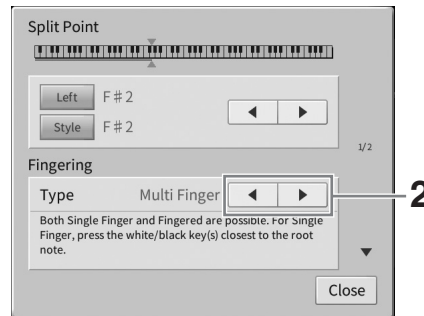 Split Point
Left F♯2
Style F♯2
1/2
Fingering
Type Multi Finger
2
Both Single Finger and Fingered are possible. For Single
Finger, press the white/black key(s) closest to the root
note.
Close